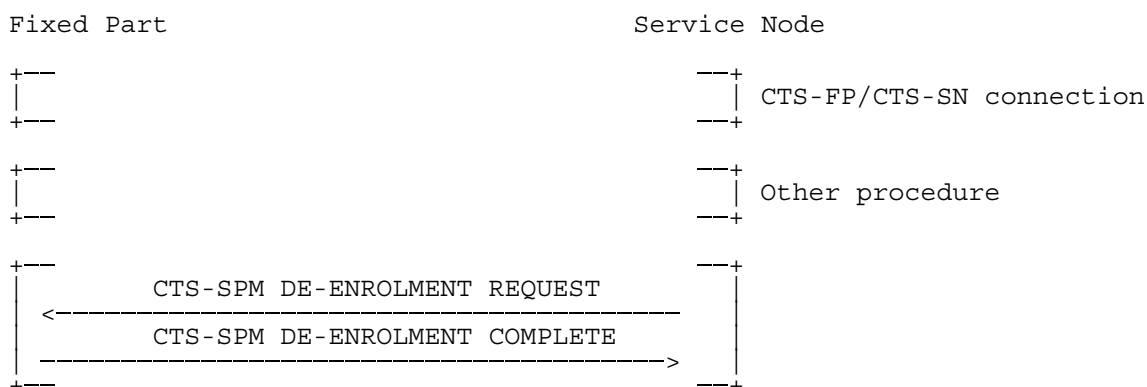 Fixed Part Service Node
CTS-FP/CTS-SN connection
Other procedure
CTS-SPM DE-ENROLMENT REQUEST
CTS-SPM DE-ENROLMENT COMPLETE